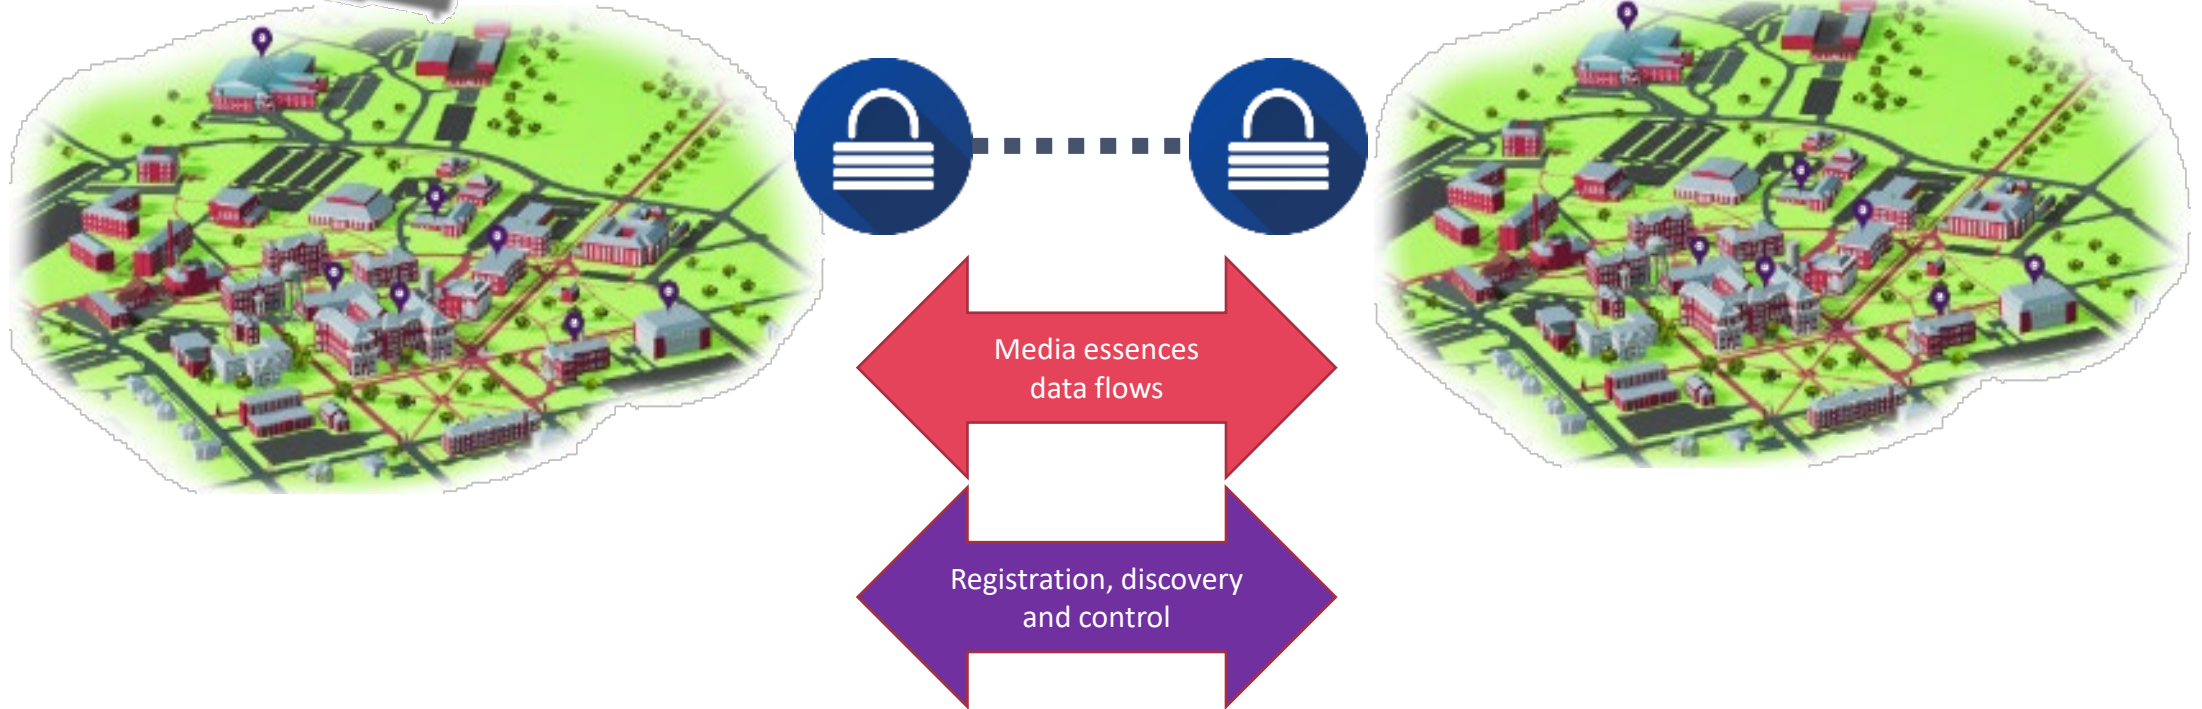 Media essences
data flows
Registration, discovery
and control